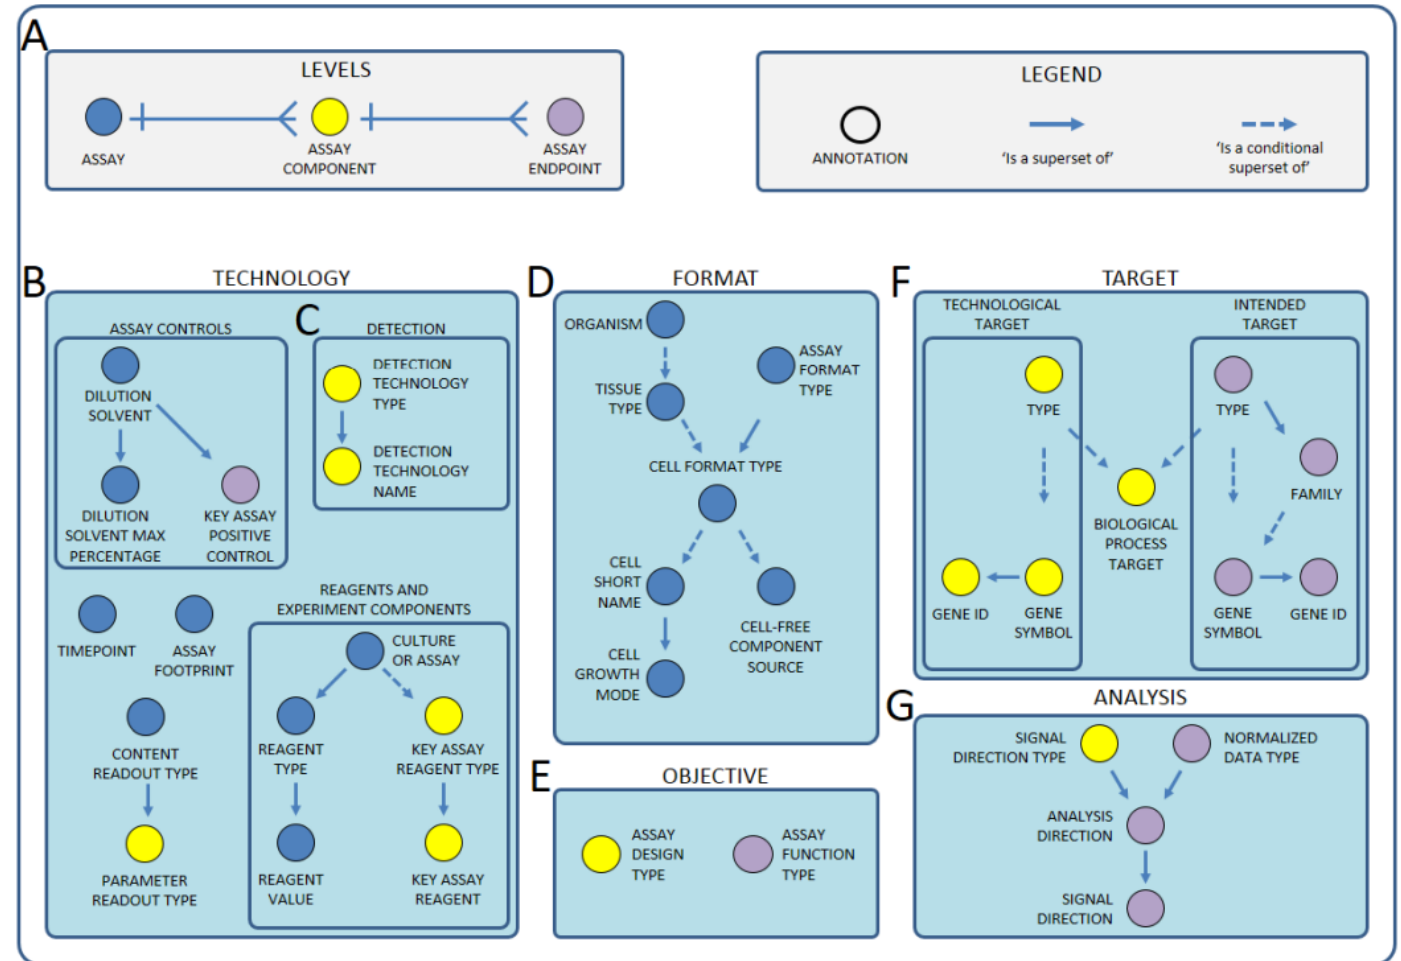 A
LEVELS
ASSAY
ASSAY
COMPONENT
ASSAY
ENDPOINT
LEGEND
ANNOTATION
‘Is a superset of’
‘Is a conditional
superset of’
B
TECHNOLOGY
ASSAY CONTROLS
DILUTION
SOLVENT
DILUTION
SOLVENT MAX
PERCENTAGE
KEY ASSAY
POSITIVE
CONTROL
C
DETECTION
DETECTION
TECHNOLOGY
TYPE
DETECTION
TECHNOLOGY
NAME
TIMEPOINT
ASSAY
FOOTPRINT
CONTENT
READOUT TYPE
PARAMETER
READOUT TYPE
REAGENTS AND
EXPERIMENT COMPONENTS
CULTURE
OR ASSAY
REAGENT
TYPE
KEY ASSAY
REAGENT TYPE
REAGENT
VALUE
KEY ASSAY
REAGENT
D
FORMAT
ORGANISM
ASSAY
FORMAT
TYPE
TISSUE
TYPE
CELL FORMAT TYPE
CELL
SHORT
NAME
CELL-FREE
COMPONENT
SOURCE
CELL
GROWTH
MODE
E
OBJECTIVE
ASSAY
DESIGN
TYPE
ASSAY
FUNCTION
TYPE
F
TARGET
TECHNOLOGICAL
TARGET
TYPE
GENE ID
GENE
SYMBOL
BIOLOGICAL
PROCESS
TARGET
INTENDED
TARGET
TYPE
FAMILY
GENE
SYMBOL
GENE ID
G
ANALYSIS
SIGNAL
DIRECTION TYPE
NORMALIZED
DATA TYPE
ANALYSIS
DIRECTION
SIGNAL
DIRECTION